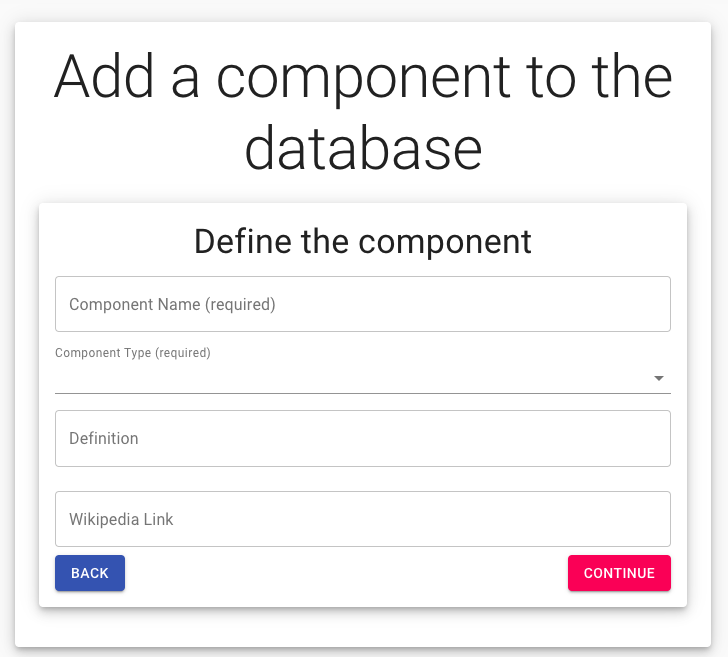 Add a component to the
database
Define the component
Component Name (required)
Component Type (required)
Definition
Wikipedia Link
BACK
CONTINUE